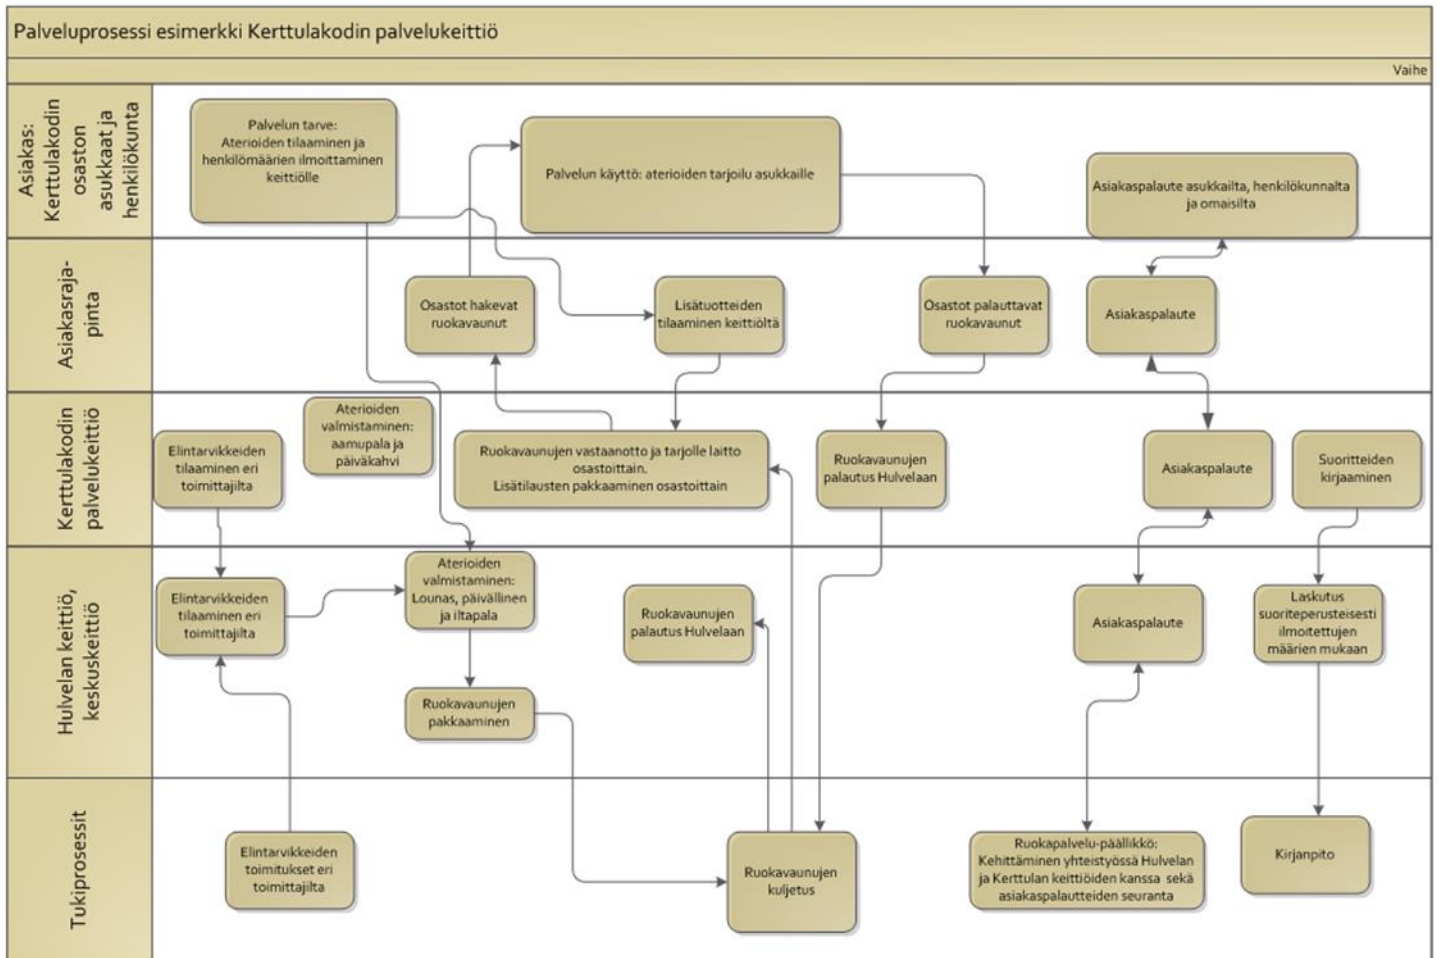 Palveluprosessi esimerkki Kerttulakodin palvelukeittiö
Vaihe
Asiakas:
Kerttulakodin
osaston
asukkaat ja
henkilökunta
Palvelun tarve:
Aterioiden tilaaminen ja
henkilömäärien ilmoittaminen
keittiölle
Palvelun käyttö: aterioiden tarjoilu asukkaille
Asiakaspalaute asukkailta, henkilökunnalta
ja omaisilta
Asiakasraja-
pinta
Osastot hakevat
ruokavaunut
Lisätuotteiden
tilaaminen keittiöltä
Osastot palauttavat
ruokavaunut
Asiakaspalaute
Kerttulakodin
palvelukeittiö
Elintarvikkeiden
tilaaminen eri
toimittajilta
Aterioiden
valmistaminen:
aamupala ja
päiväkahvi
Ruokavaunujen vastaanotto ja tarjolle laitto
osastoittain.
Lisätilausten pakkaaminen osastoittain
Ruokavaunujen
palautus Hulvelaan
Asiakaspalaute
Suoritteiden
kirjaaminen
Hulvelan keittiö,
keskuskeittiö
Elintarvikkeiden
tilaaminen eri
toimittajilta
Aterioiden
valmistaminen:
Lounas, päivällinen
ja iltapala
Ruokavaunujen
pakkaaminen
Ruokavaunujen
palautus Hulvelaan
Asiakaspalaute
Laskutus
suoriteperusteisesti
ilmoitettujen
määrien mukaan
Tukiprosessit
Elintarvikkeiden
toimitukset eri
toimittajilta
Ruokavaunujen
kuljetus
Ruokapalvelu-päällikkö:
Kehittäminen yhteistyössä Hulvelan
ja Kerttulan keittiöiden kanssa sekä
asiakaspalautteiden seuranta
Kirjanpito